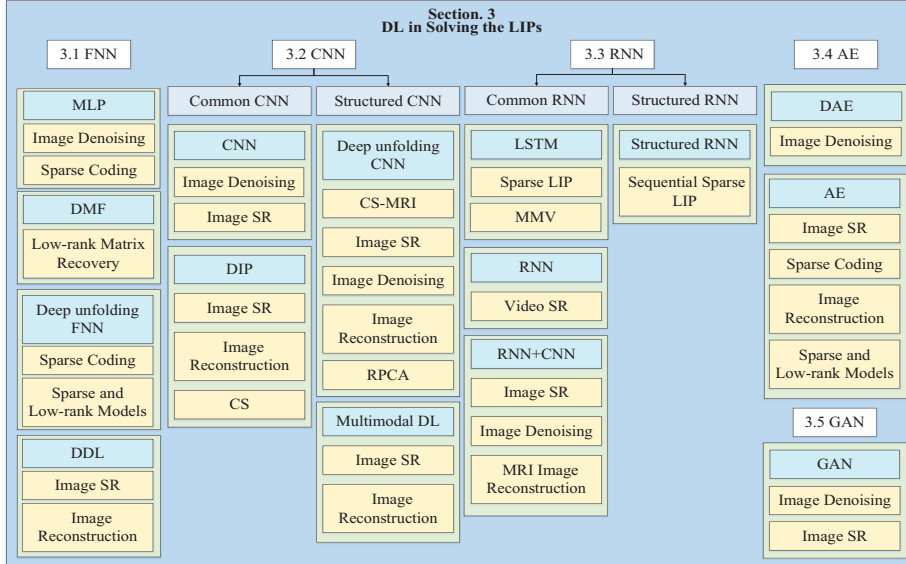 Section. 3
DL in Solving the LIPs
3.1 FNN
MLP
Image Denoising
Sparse Coding
DMF
Low-rank Matrix
Recovery
Deep unfolding
FNN
Sparse Coding
Sparse and
Low-rank Models
DDL
Image SR
Image
Reconstruction
3.2 CNN
Common CNN
CNN
Image Denoising
Image SR
DIP
Image SR
Image
Reconstruction
CS
Structured CNN
Deep unfolding
CNN
CS-MRI
Image SR
Image Denoising
Image
Reconstruction
RPCA
Multimodal DL
Image SR
Image
Reconstruction
3.3 RNN
Common RNN
LSTM
Sparse LIP
MMV
RNN
Video SR
RNN+CNN
Image SR
Image Denoising
MRI Image
Reconstruction
Structured RNN
Structured RNN
Sequential Sparse
LIP
3.4 AE
DAE
Image Denoising
AE
Image SR
Sparse Coding
Image
Reconstruction
Sparse and
Low-rank Models
3.5 GAN
GAN
Image Denoising
Image SR